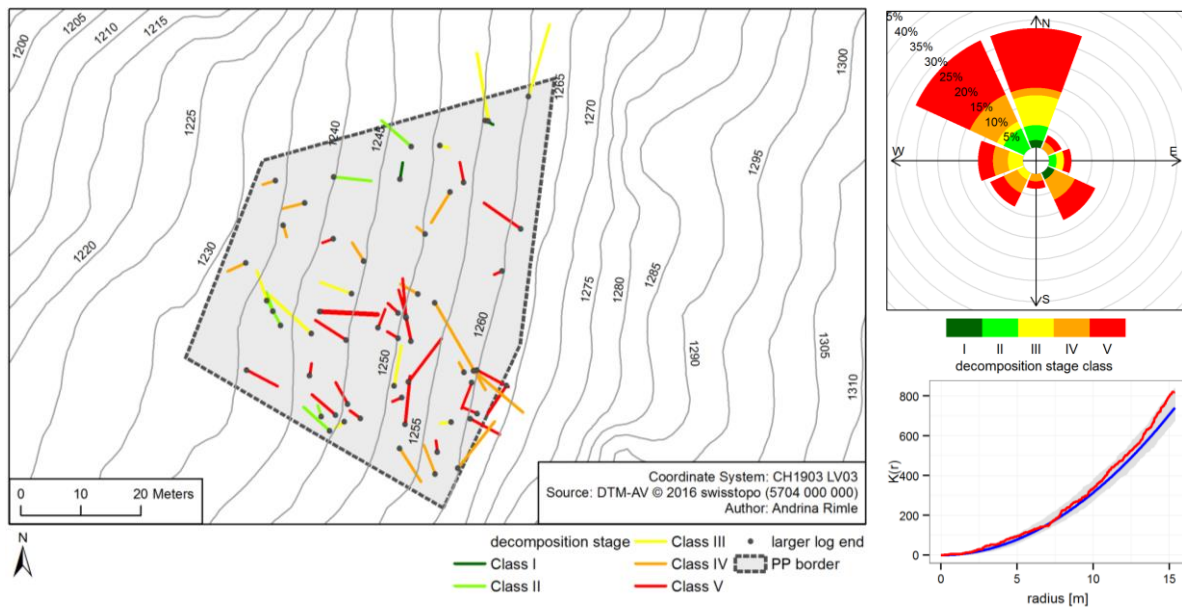 1200
1205
1210
1215
1220
1225
1230
1240
1245
1250
1255
1260
1265
1270
1275
1280
1285
1290
1295
1300
1305
1310
0 10 20 Meters
Coordinate System: CH1903 LV03
Source: DTM-AV © 2016 swisstopo (5704 000 000)
Author: Andrina Rimle
N
decomposition stage
Class I
Class II
Class III
Class IV
Class V
larger log end
PP border
5%
40%
35%
30%
25%
20%
15%
10%
5%
N
W
E
S
I II III IV V
decomposition stage class
K(r)
800
600
400
200
0
0 5 10 15
radius [m]